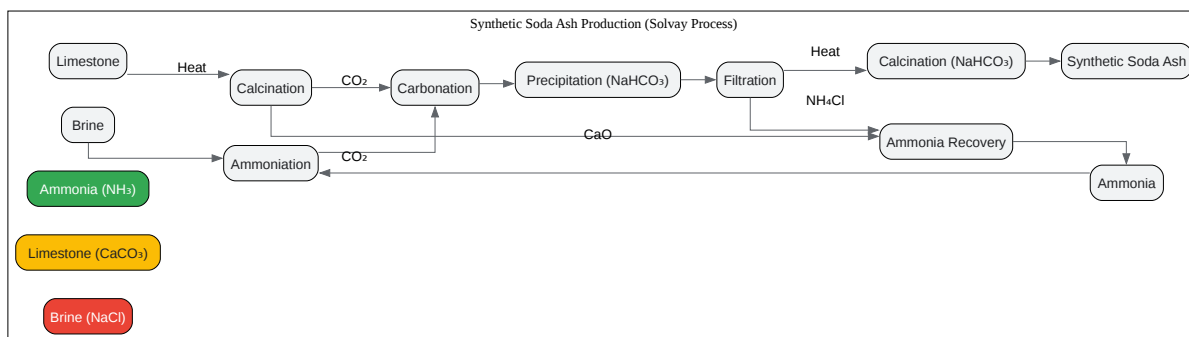 Synthetic Soda Ash Production (Solvay Process)
Limestone
Heat
Calcination
CO₂
Carbonation
Precipitation (NaHCO₃)
Filtration
Heat
Calcination (NaHCO₃)
Synthetic Soda Ash
NH₄Cl
Brine
CaO
Ammonia Recovery
Ammoniation
CO₂
Ammonia
Ammonia (NH₃)
Limestone (CaCO₃)
Brine (NaCl)